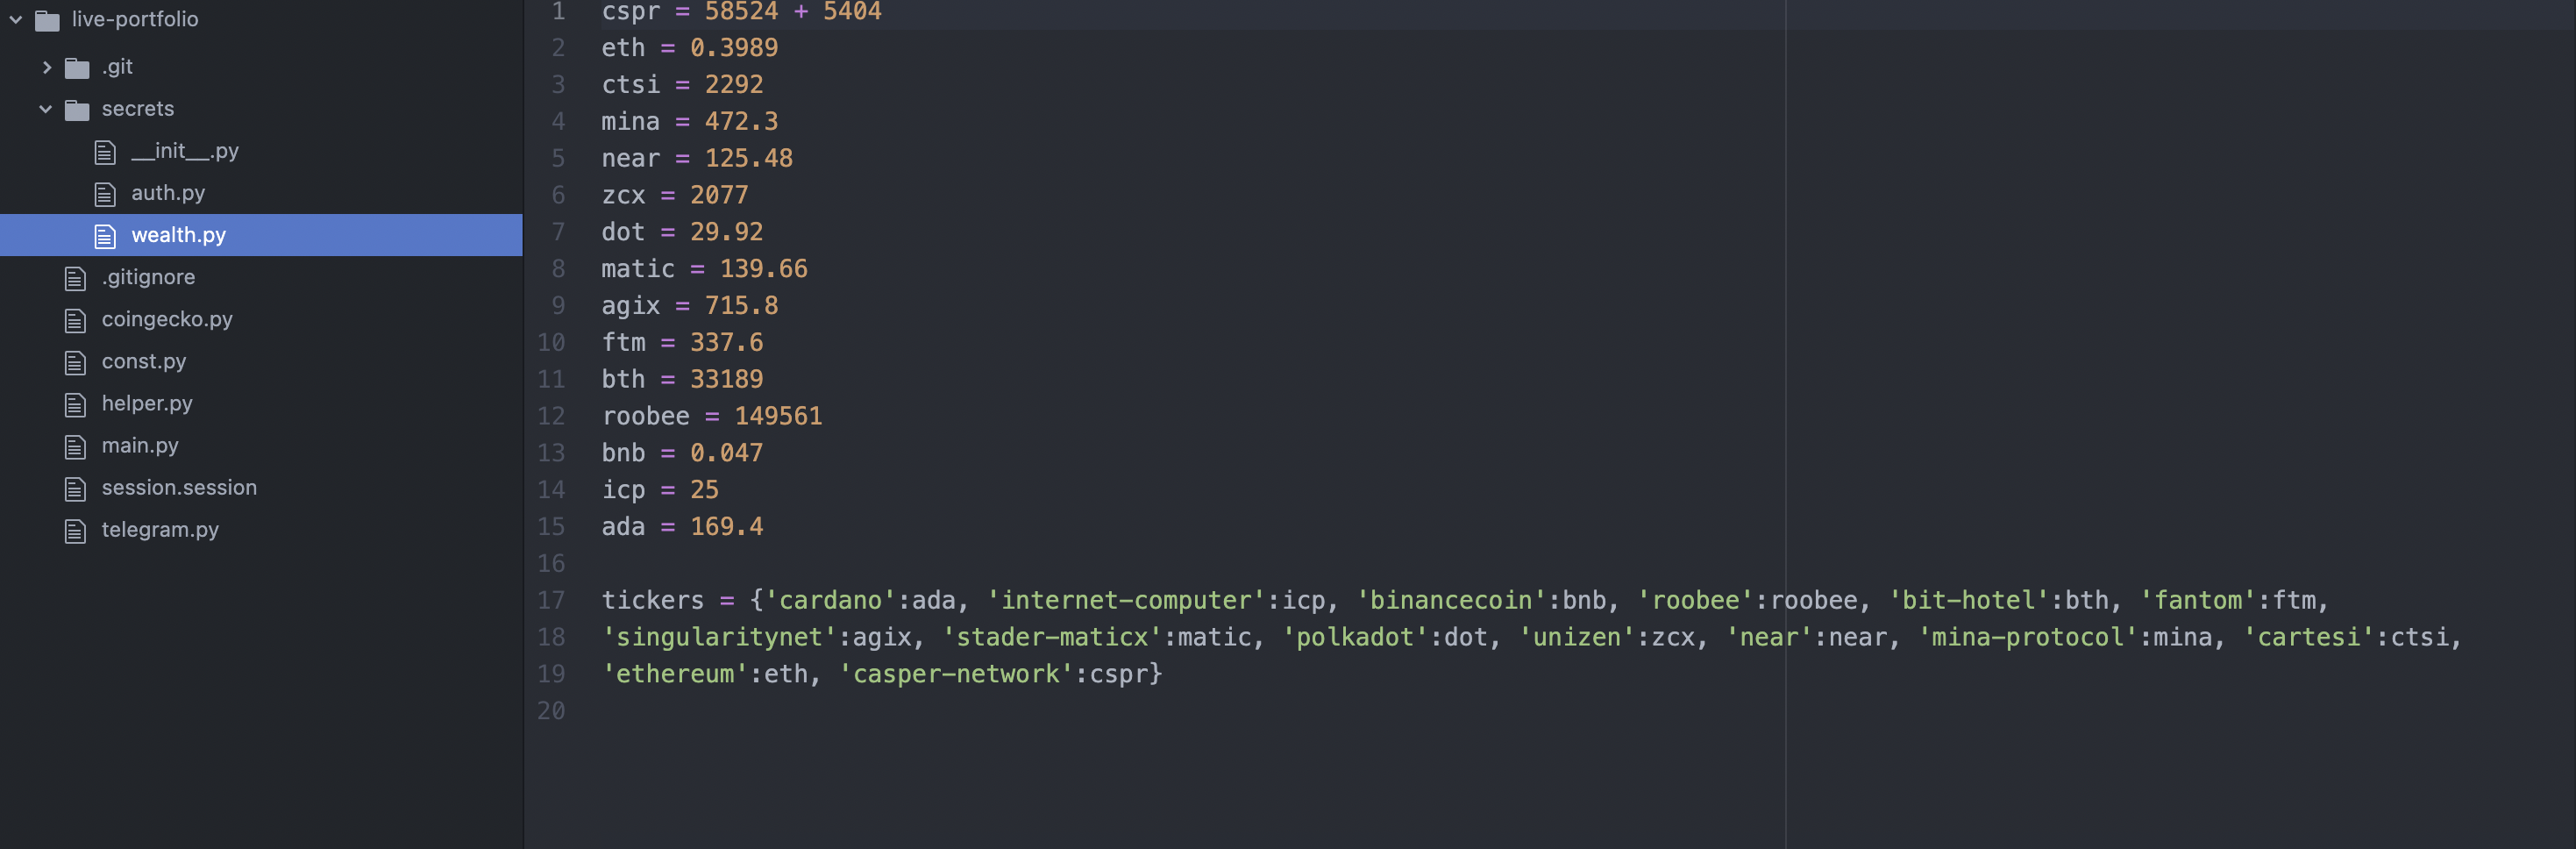 live-portfolio
.git
secrets
__init__.py
auth.py
wealth.py
.gitignore
coingecko.py
const.py
helper.py
main.py
session.session
telegram.py
1 cspr = 58524 + 5404
2 eth = 0.3989
3 ctsi = 2292
4 mina = 472.3
5 near = 125.48
6 zcx = 2077
7 dot = 29.92
8 matic = 139.66
9 agix = 715.8
10 ftm = 337.6
11 bth = 33189
12 roobee = 149561
13 bnb = 0.047
14 icp = 25
15 ada = 169.4
16
17 tickers = {'cardano':ada, 'internet-computer':icp, 'binancecoin':bnb, 'roobee':roobee, 'bit-hotel':bth, 'fantom':ftm,
18 'singularitynet':agix, 'stader-maticx':matic, 'polkadot':dot, 'unizen':zcx, 'near':near, 'mina-protocol':mina, 'cartesi':ctsi,
19 'ethereum':eth, 'casper-network':cspr}
20